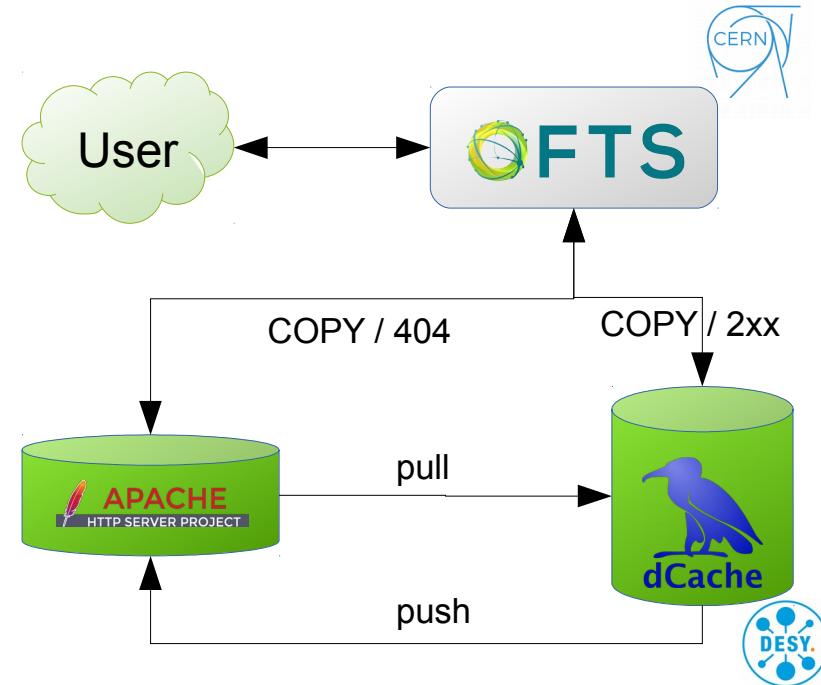 CERN
User
FTS
COPY / 404
COPY / 2xx
pull
APACHE
HTTP SERVER PROJECT
dCache
push
DESY.